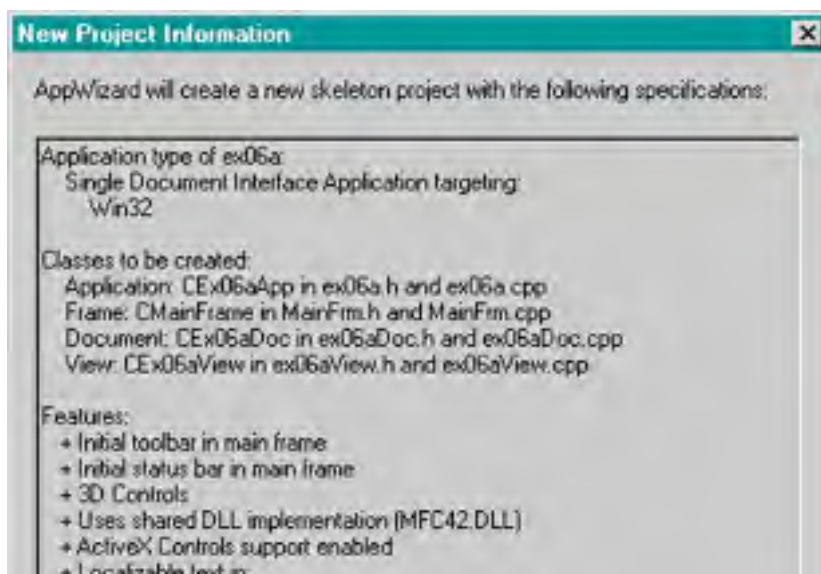 New Project Information
AppWizard will create a new skeleton project with the following specifications:
Application type of ex06a:
Single Document Interface Application targeting:
Win32
Classes to be created:
Application: CEx06aApp in ex06a.h and ex06a.cpp
Frame: CMainFrame in MainFrm.h and MainFrm.cpp
Document: CEx06aDoc in ex06aDoc.h and ex06aDoc.cpp
View: CEx06aView in ex06aView.h and ex06aView.cpp
Features:
+ Initial toolbar in main frame
+ Initial status bar in main frame
+ 3D Controls
+ Uses shared DLL implementation (MFC42.DLL)
+ ActiveX Controls support enabled
+ Localizable text in: